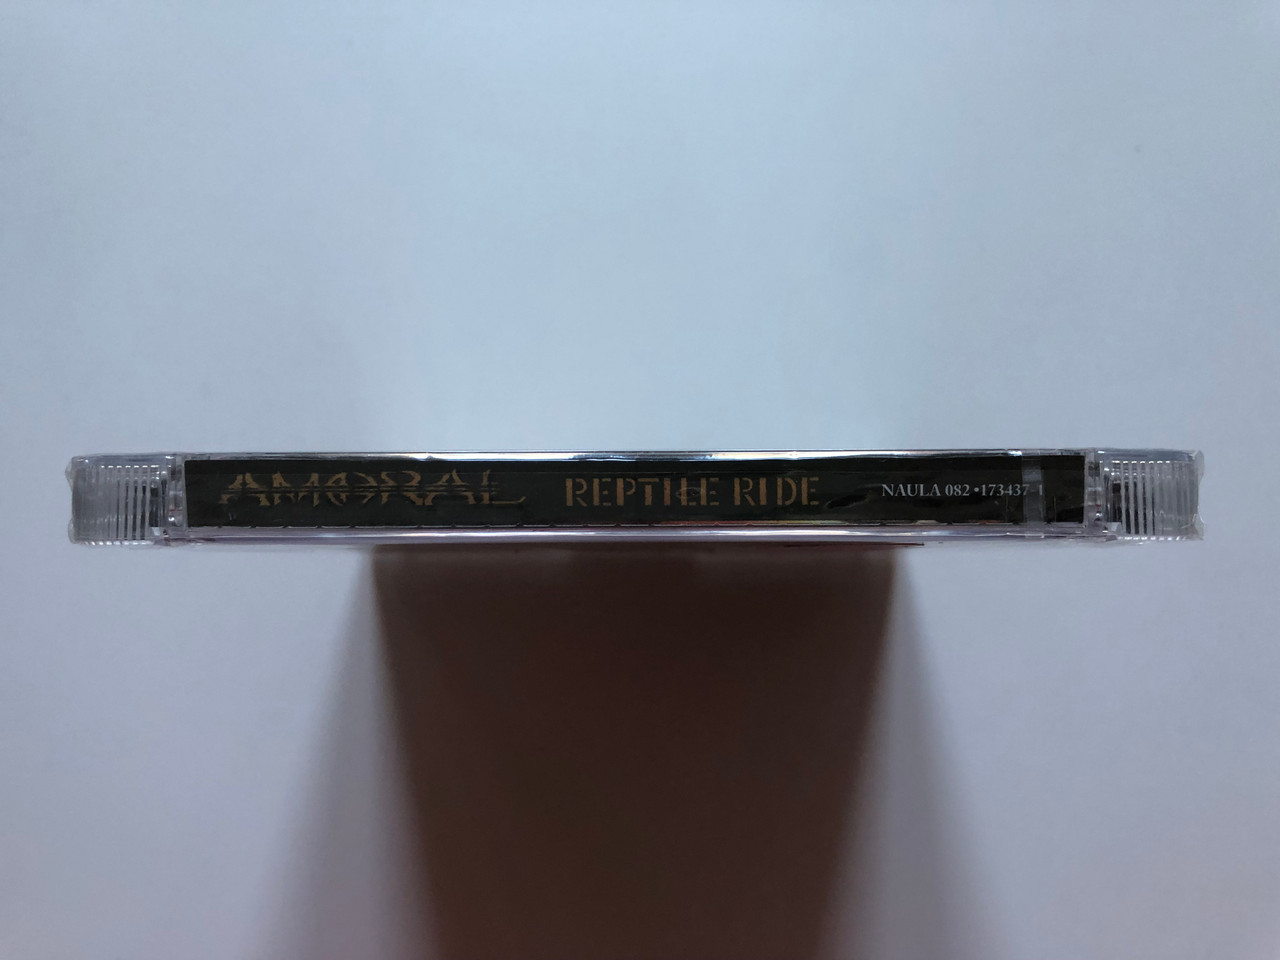 AMORAL REPTILE RIDE NAULA 082 •173437-1